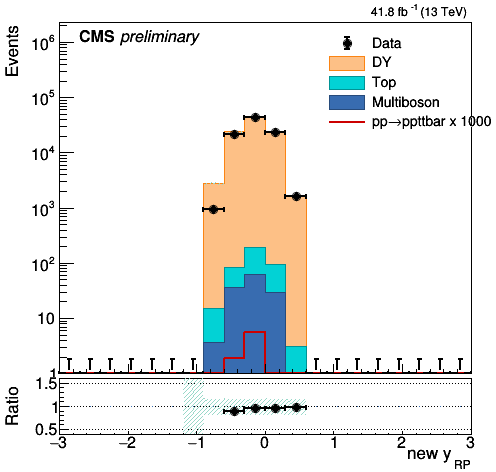 41.8 fb⁻¹ (13 TeV)
CMS preliminary
Events
Data
DY
Top
Multiboson
pp→ppttbar x 1000
10⁶
10⁵
10⁴
10³
10²
10
1
Ratio
1.5
1
0.5
−3 −2 −1 0 1 2 3
new y_RP